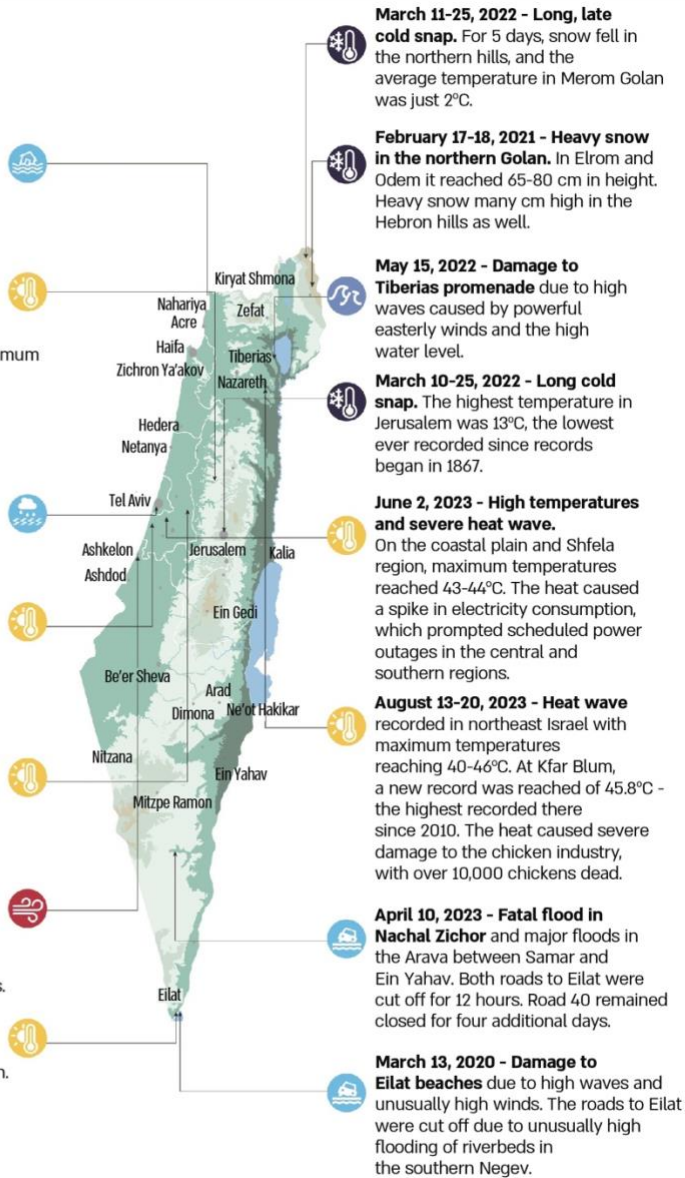 March 11-25, 2022 - Long, late
cold snap. For 5 days, snow fell in
the northern hills, and the
average temperature in Merom Golan
was just 2°C.
February 17-18, 2021 - Heavy snow
in the northern Golan. In Elrom and
Odem it reached 65-80 cm in height.
Heavy snow many cm high in the
Hebron hills as well.
May 15, 2022 - Damage to
Tiberias promenade due to high
waves caused by powerful
easterly winds and the high
water level.
March 10-25, 2022 - Long cold
snap. The highest temperature in
Jerusalem was 13°C, the lowest
ever recorded since records
began in 1867.
June 2, 2023 - High temperatures
and severe heat wave.
On the coastal plain and Shfela
region, maximum temperatures
reached 43-44°C. The heat caused
a spike in electricity consumption,
which prompted scheduled power
outages in the central and
southern regions.
August 13-20, 2023 - Heat wave
recorded in northeast Israel with
maximum temperatures
reaching 40-46°C. At Kfar Blum,
a new record was reached of 45.8°C -
the highest recorded there
since 2010. The heat caused severe
damage to the chicken industry,
with over 10,000 chickens dead.
April 10, 2023 - Fatal flood in
Nachal Zichor and major floods in
the Arava between Samar and
Ein Yahav. Both roads to Eilat were
cut off for 12 hours. Road 40 remained
closed for four additional days.
March 13, 2020 - Damage to
Eilat beaches due to high waves and
unusually high winds. The roads to Eilat
were cut off due to unusually high
flooding of riverbeds in
the southern Negev.
Kiryat Shmona
Nahariya
Zefat
Acre
Haifa
Tiberias
Zichron Ya'akov
Nazareth
Hedera
Netanya
Tel Aviv
Ashkelon
Jerusalem
Kalia
Ashdod
Ein Gedi
Be'er Sheva
Arad
Dimona
Ne'ot Hakikar
Nitzana
Ein Yahav
Mitzpe Ramon
Eilat
mum
s.
n.